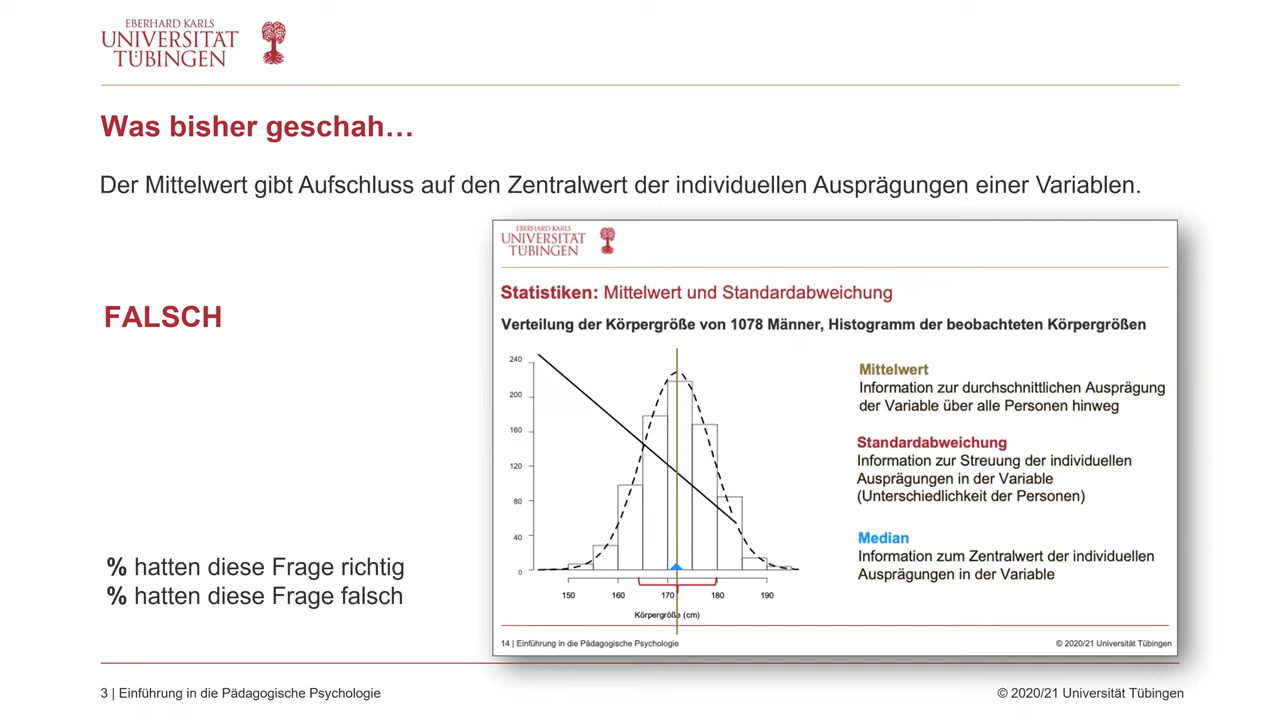 EBERHARD KARLS
UNIVERSITÄT
TÜBINGEN
Was bisher geschah...
Der Mittelwert gibt Aufschluss auf den Zentralwert der individuellen Ausprägungen einer Variablen.
FALSCH
% hatten diese Frage richtig
% hatten diese Frage falsch
EBERHARD KARLS
UNIVERSITÄT
TÜBINGEN
Statistiken: Mittelwert und Standardabweichung
Verteilung der Körpergröße von 1078 Männer, Histogramm der beobachteten Körpergrößen
240
200
160
120
80
40
0
150 160 170 180 190
Körpergröße (cm)
Mittelwert
Information zur durchschnittlichen Ausprägung
der Variable über alle Personen hinweg
Standardabweichung
Information zur Streuung der individuellen
Ausprägungen in der Variable
(Unterschiedlichkeit der Personen)
Median
Information zum Zentralwert der individuellen
Ausprägungen in der Variable
14 | Einführung in die Pädagogische Psychologie
© 2020/21 Universität Tübingen
3 | Einführung in die Pädagogische Psychologie
© 2020/21 Universität Tübingen